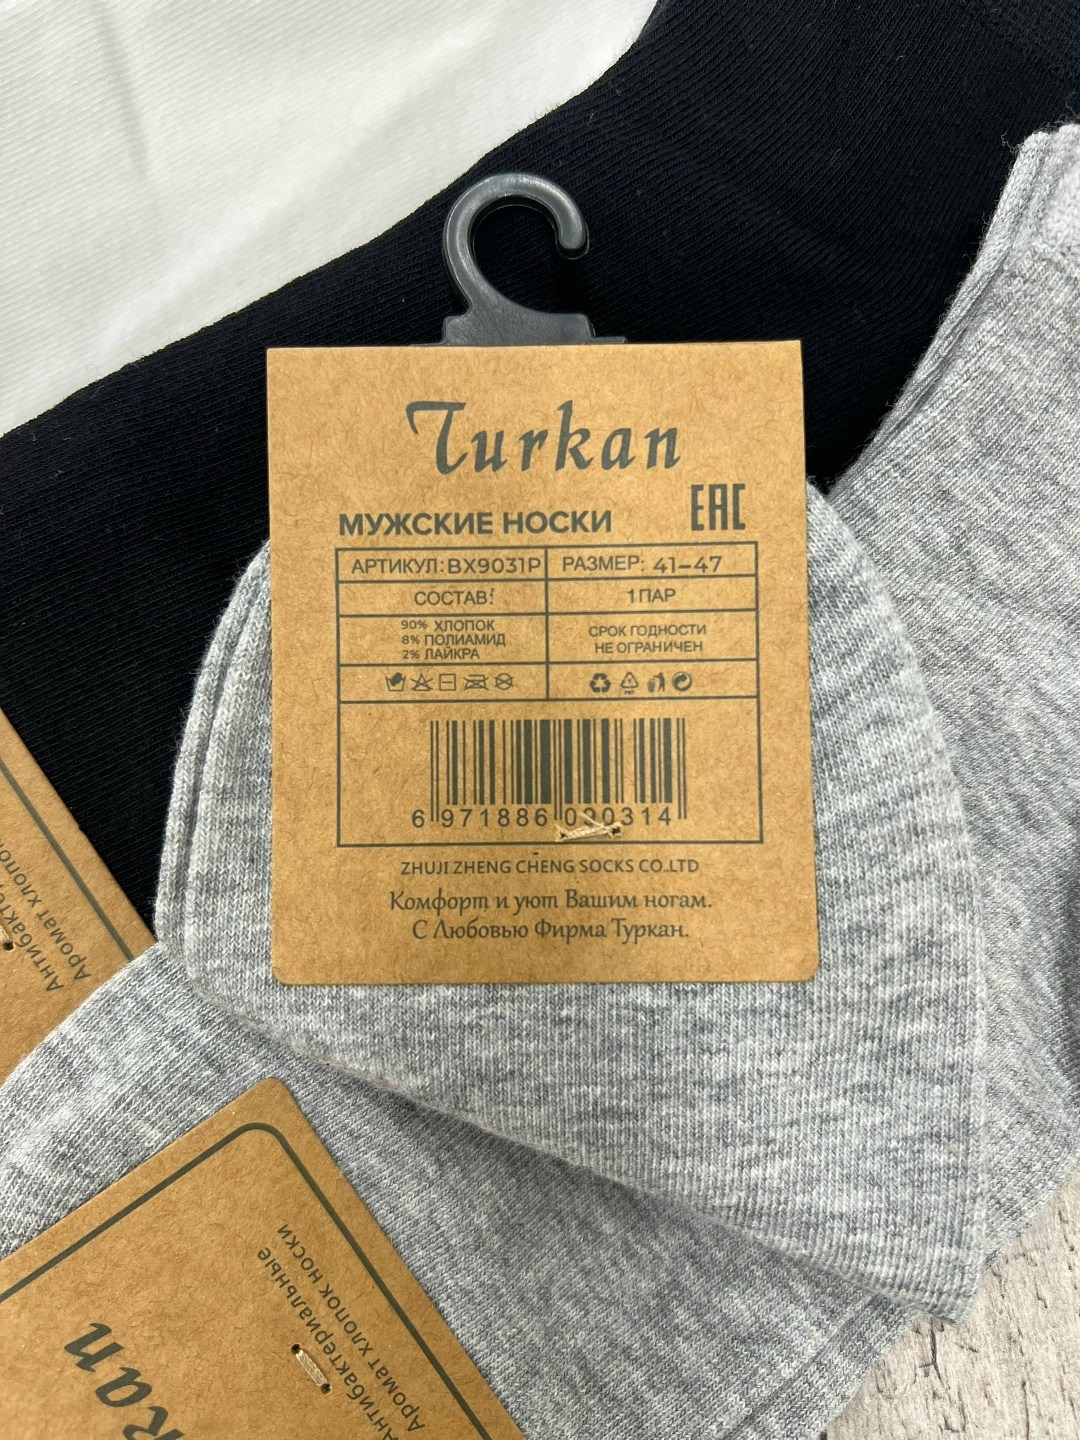 Turkan
EAC
МУЖСКИЕ НОСКИ
АРТИКУЛ: BX9031P
РАЗМЕР: 41-47
СОСТАВ:
1 ПАР
90% ХЛОПОК
8% ПОЛИАМИД
2% ЛАЙКРА
СРОК ГОДНОСТИ
НЕ ОГРАНИЧЕН
6 971886 030314
ZHUJI ZHENG CHENG SOCKS CO.,LTD
Комфорт и уют Вашим ногам.
С Любовью Фирма Туркан.
Аромат хлопок
Антибактериальные
Аромат хлопок носки